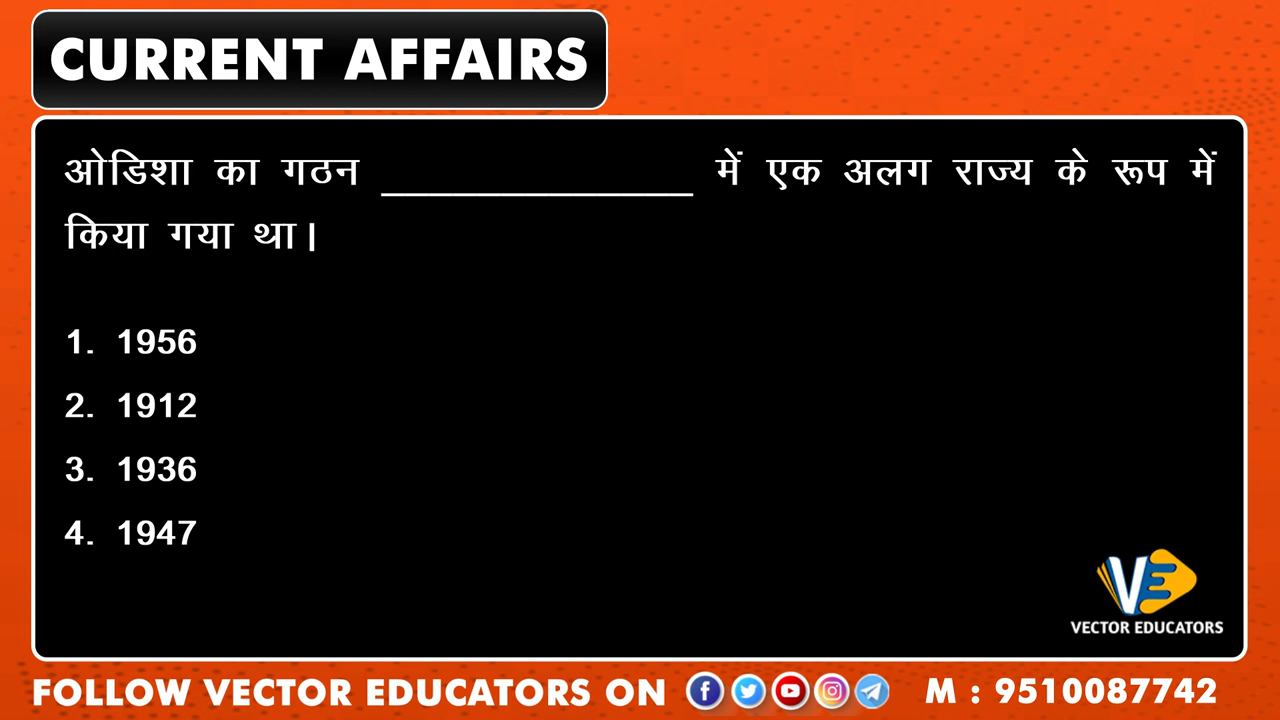 CURRENT AFFAIRS
ओडिशा का गठन _______________ में एक अलग राज्य के रूप में
किया गया था।
1. 1956
2. 1912
3. 1936
4. 1947
VE
VECTOR EDUCATORS
FOLLOW VECTOR EDUCATORS ON M : 9510087742